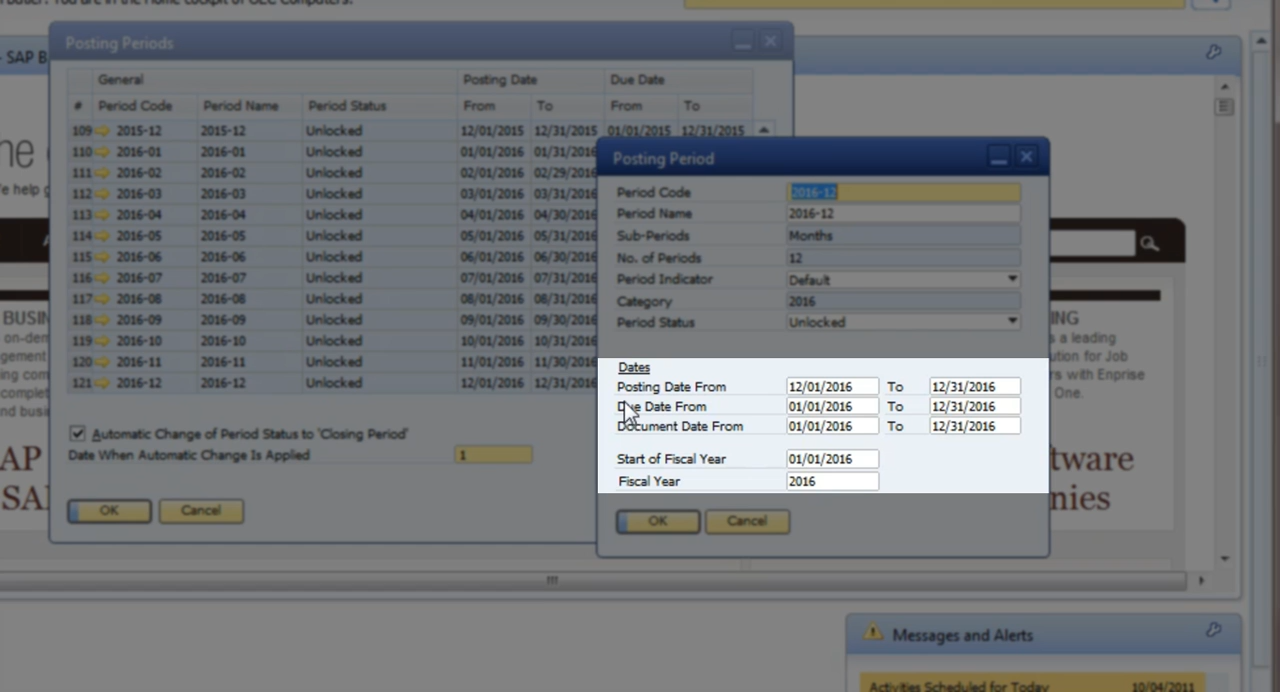 Butler. You are in the Home cockpit of OEC Computers.
- SAP B
Posting Periods
General Posting Date Due Date
# Period Code Period Name Period Status From To From To
109 2015-12 2015-12 Unlocked 12/01/2015 12/31/2015 01/01/2015 12/31/2015
110 2016-01 2016-01 Unlocked 01/01/2016 01/31/2016
111 2016-02 2016-02 Unlocked 02/01/2016 02/29/2016
112 2016-03 2016-03 Unlocked 03/01/2016 03/31/2016
113 2016-04 2016-04 Unlocked 04/01/2016 04/30/2016
114 2016-05 2016-05 Unlocked 05/01/2016 05/31/2016
115 2016-06 2016-06 Unlocked 06/01/2016 06/30/2016
116 2016-07 2016-07 Unlocked 07/01/2016 07/31/2016
117 2016-08 2016-08 Unlocked 08/01/2016 08/31/2016
118 2016-09 2016-09 Unlocked 09/01/2016 09/30/2016
119 2016-10 2016-10 Unlocked 10/01/2016 10/31/2016
120 2016-11 2016-11 Unlocked 11/01/2016 11/30/2016
121 2016-12 2016-12 Unlocked 12/01/2016 12/31/2016
Automatic Change of Period Status to 'Closing Period'
Date When Automatic Change Is Applied 1
OK Cancel
Posting Period
Period Code 2016-12
Period Name 2016-12
Sub-Periods Months
No. of Periods 12
Period Indicator Default
Category 2016
Period Status Unlocked
Dates
Posting Date From 12/01/2016 To 12/31/2016
Due Date From 01/01/2016 To 12/31/2016
Document Date From 01/01/2016 To 12/31/2016
Start of Fiscal Year 01/01/2016
Fiscal Year 2016
OK Cancel
he
e help g
BUSIN
on-dem
gement
ing com
complet
nd busi
AP
SA
ING
s a leading
ution for Job
rs with Enprise
One.
tware
nies
Messages and Alerts
Activities Scheduled for Today 10/04/2011